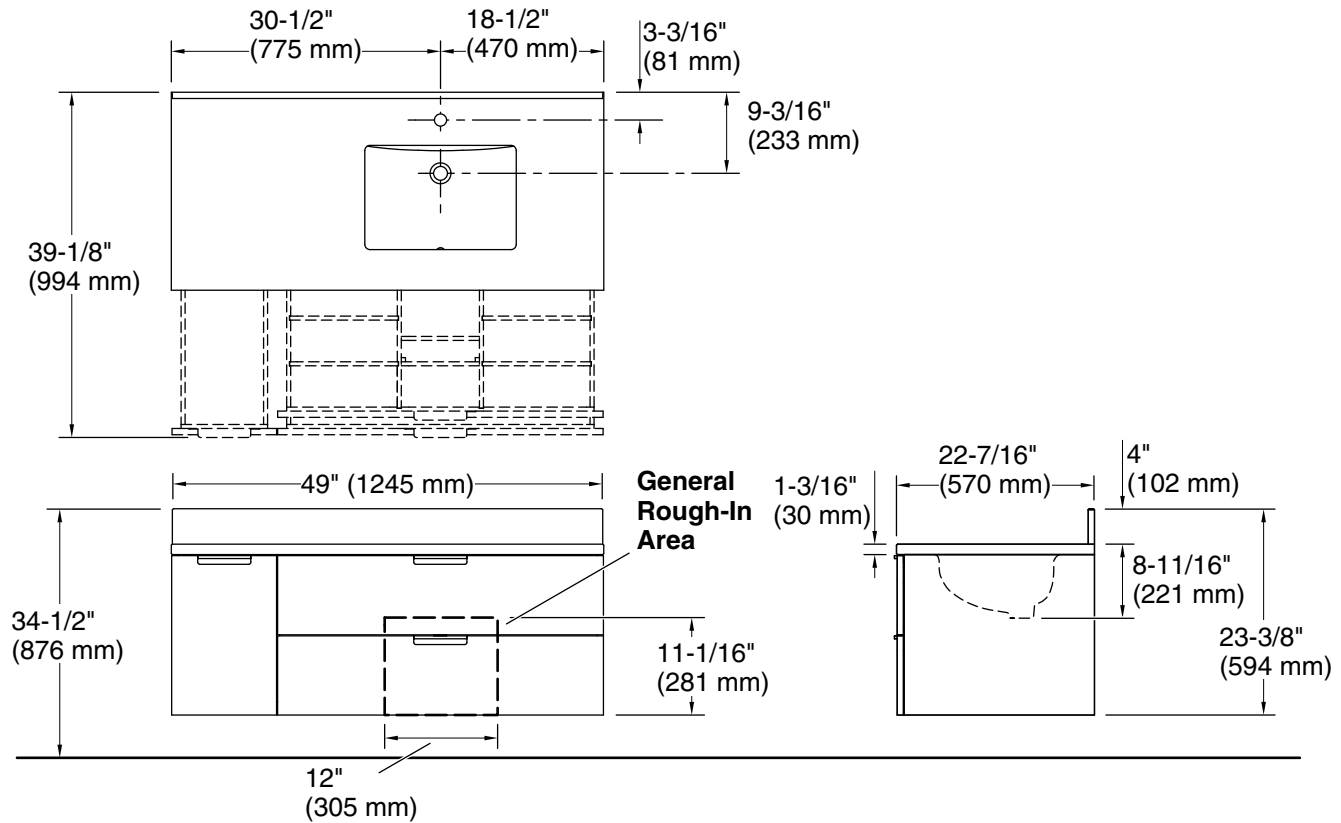 30-1/2"
(775 mm)
18-1/2"
(470 mm)
3-3/16"
(81 mm)
9-3/16"
(233 mm)
39-1/8"
(994 mm)
49" (1245 mm)
General
Rough-In
Area
1-3/16"
(30 mm)
22-7/16"
(570 mm)
4"
(102 mm)
8-11/16"
(221 mm)
34-1/2"
(876 mm)
11-1/16"
(281 mm)
23-3/8"
(594 mm)
12"
(305 mm)